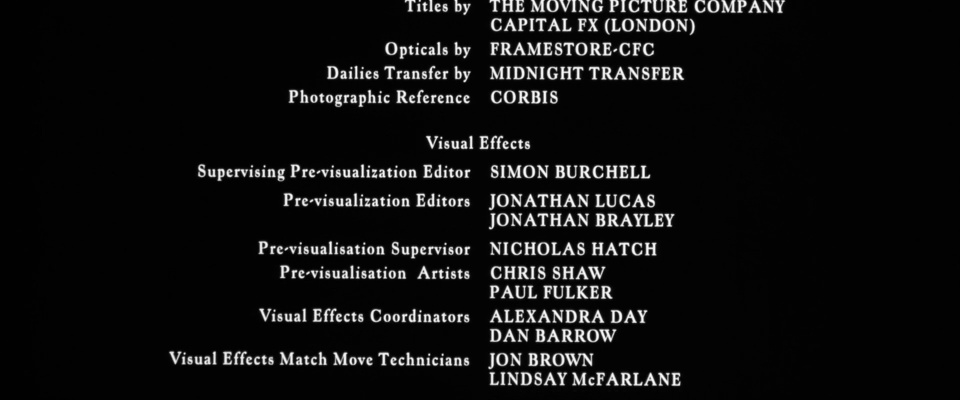 Titles by THE MOVING PICTURE COMPANY
CAPITAL FX (LONDON)
Opticals by FRAMESTORE-CFC
Dailies Transfer by MIDNIGHT TRANSFER
Photographic Reference CORBIS
Visual Effects
Supervising Pre-visualization Editor SIMON BURCHELL
Pre-visualization Editors JONATHAN LUCAS
JONATHAN BRAYLEY
Pre-visualisation Supervisor NICHOLAS HATCH
Pre-visualisation Artists CHRIS SHAW
PAUL FULKER
Visual Effects Coordinators ALEXANDRA DAY
DAN BARROW
Visual Effects Match Move Technicians JON BROWN
LINDSAY McFARLANE